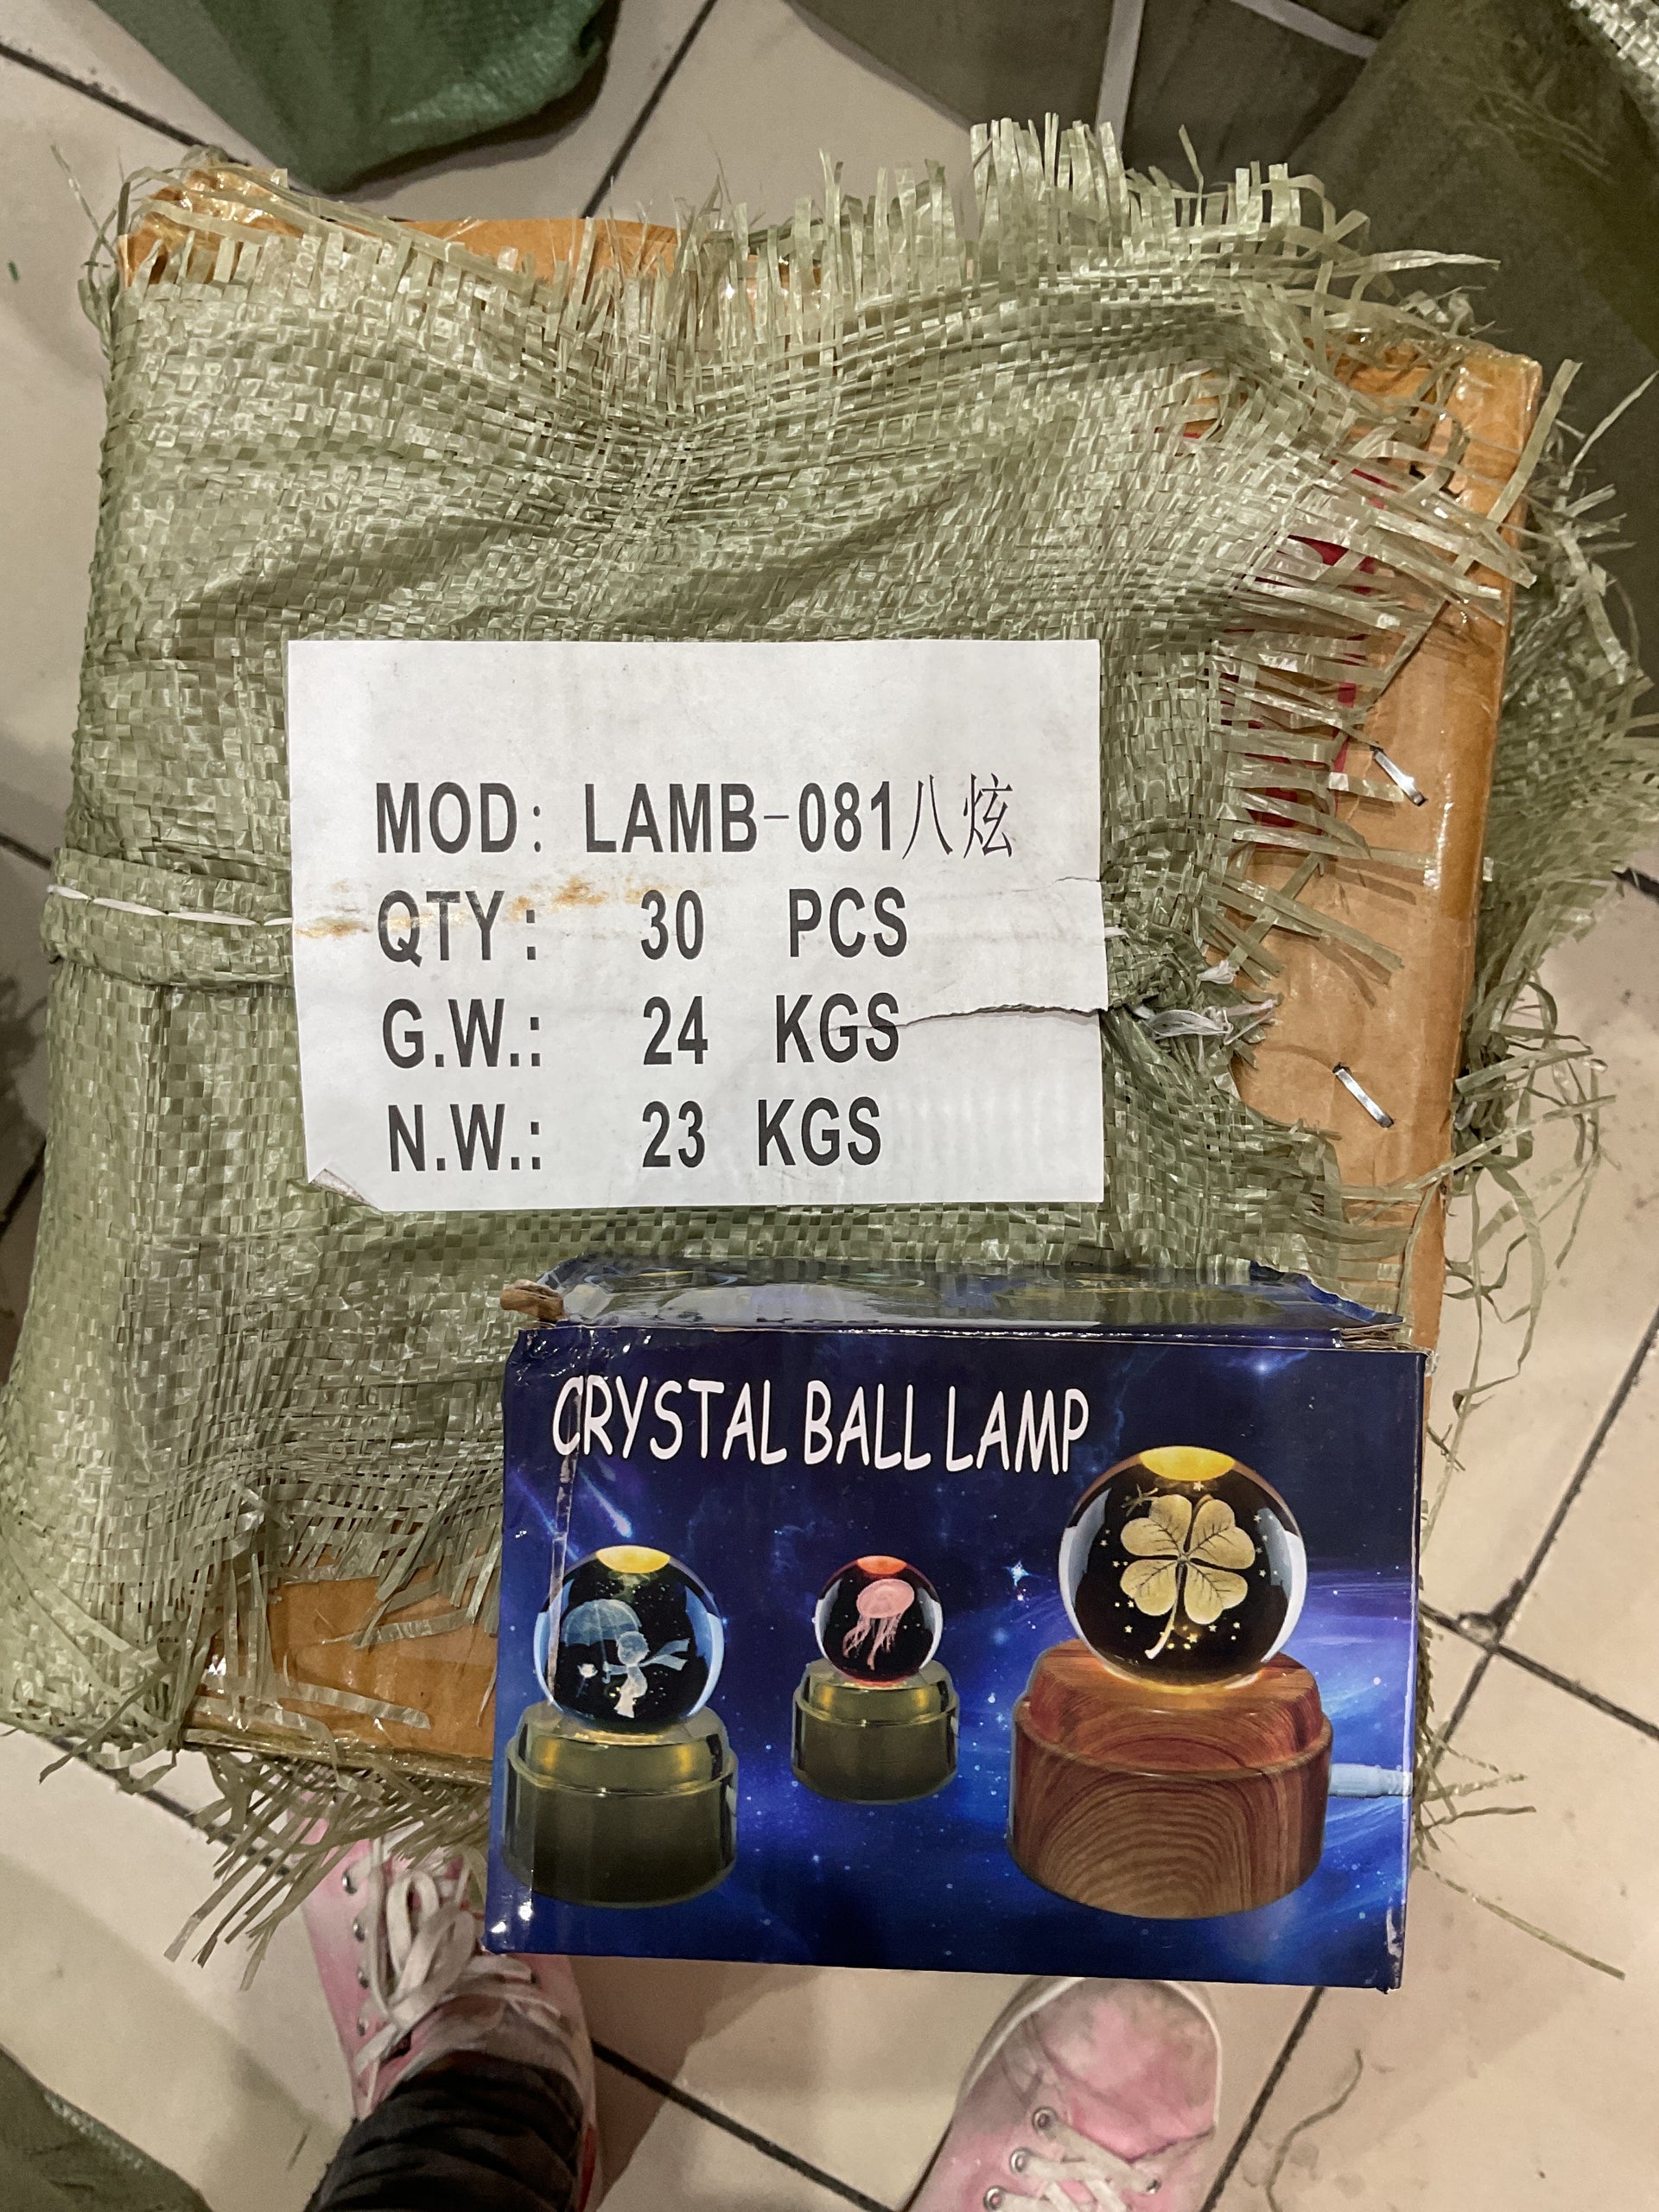 MOD: LAMB-081八炫
QTY: 30 PCS
G.W.: 24 KGS
N.W.: 23 KGS
CRYSTAL BALL LAMP